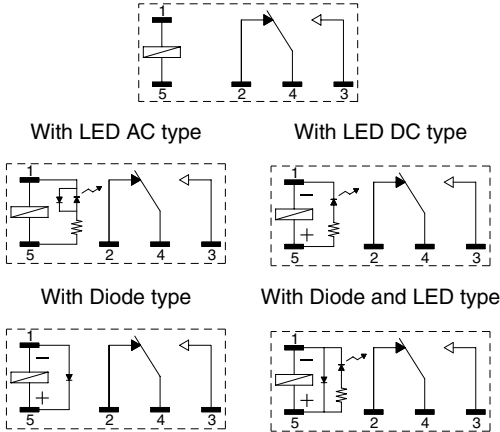 1
5 2 4 3
With LED AC type With LED DC type
1 1
−
+
5 2 4 3 5 2 4 3
With Diode type With Diode and LED type
1 1
− −
+ +
5 2 4 3 5 2 4 3